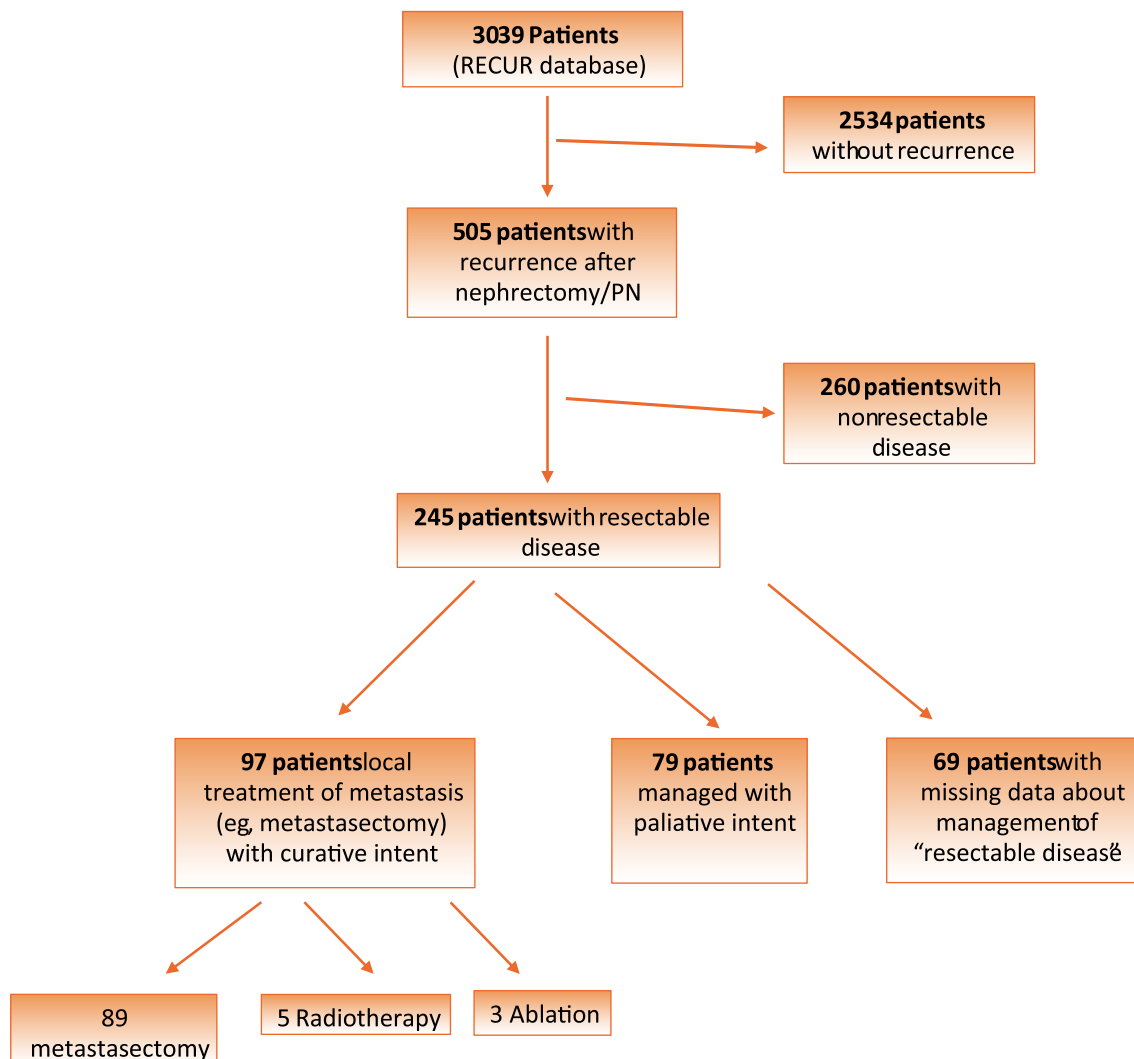 3039 Patients
(RECUR database)
2534 patients
without recurrence
505 patients with
recurrence after
nephrectomy/PN
260 patients with
nonresectable
disease
245 patients with resectable
disease
97 patients local
treatment of metastasis
(eg, metastasectomy)
with curative intent
79 patients
managed with
paliative intent
69 patients with
missing data about
management of
“resectable disease”
89
metastasectomy
5 Radiotherapy
3 Ablation